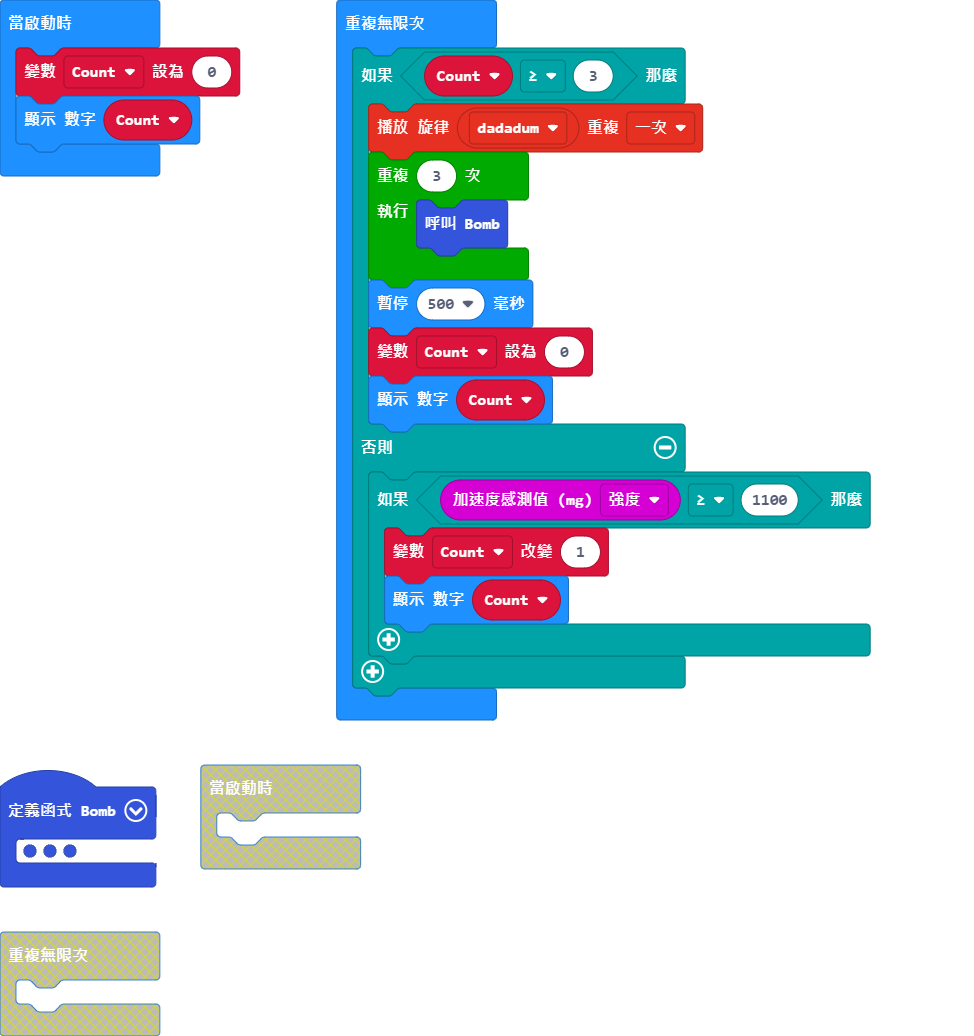 當啟動時
變數 Count 設為 0
顯示 數字 Count
重複無限次
如果 Count ≥ 3 那麼
播放 旋律 dadadum 重複 一次
重複 3 次
執行 呼叫 Bomb
暫停 500 毫秒
變數 Count 設為 0
顯示 數字 Count
否則
如果 加速度感測值 (mg) 強度 ≥ 1100 那麼
變數 Count 改變 1
顯示 數字 Count
定義函式 Bomb
當啟動時
重複無限次